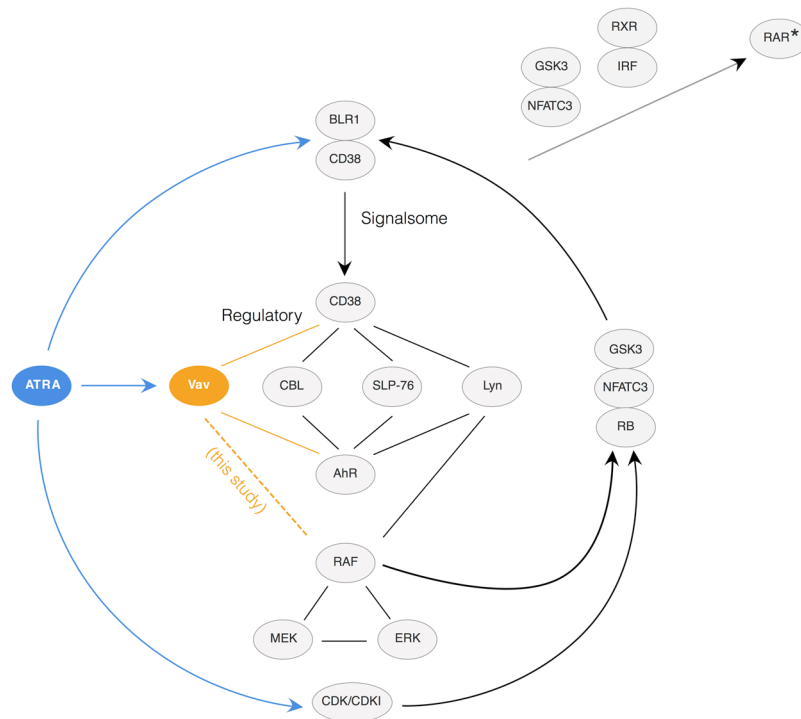 RXR
RAR*
GSK3
IRF
NFATC3
BLR1
CD38
Signalsome
CD38
Regulatory
GSK3
ATRA
Vav
CBL
SLP-76
Lyn
NFATC3
RB
(this study)
AhR
RAF
MEK
ERK
CDK/CDKI